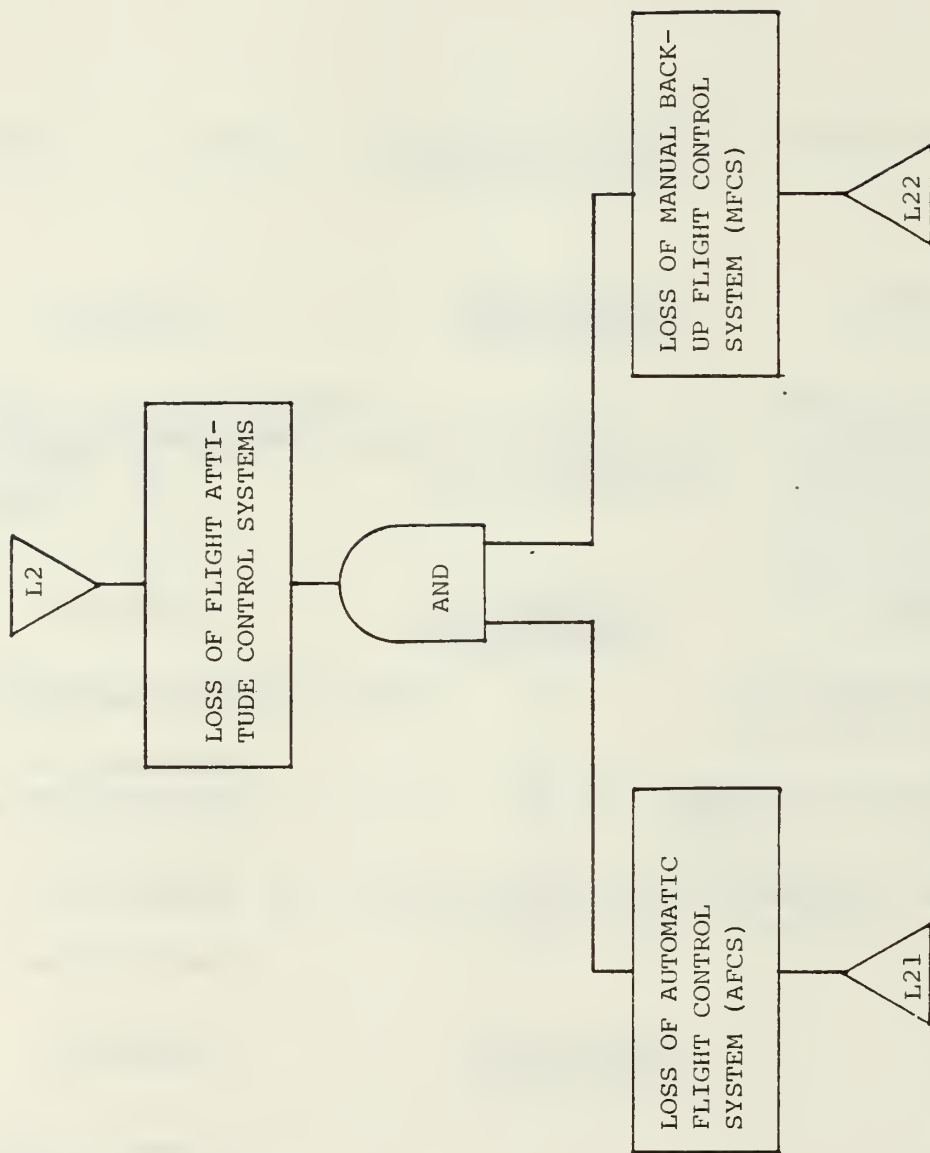 L2
LOSS OF FLIGHT ATTI-
TUDE CONTROL SYSTEMS
AND
LOSS OF AUTOMATIC
FLIGHT CONTROL
SYSTEM (AFCS)
L21
LOSS OF MANUAL BACK-
UP FLIGHT CONTROL
SYSTEM (MFCS)
L22